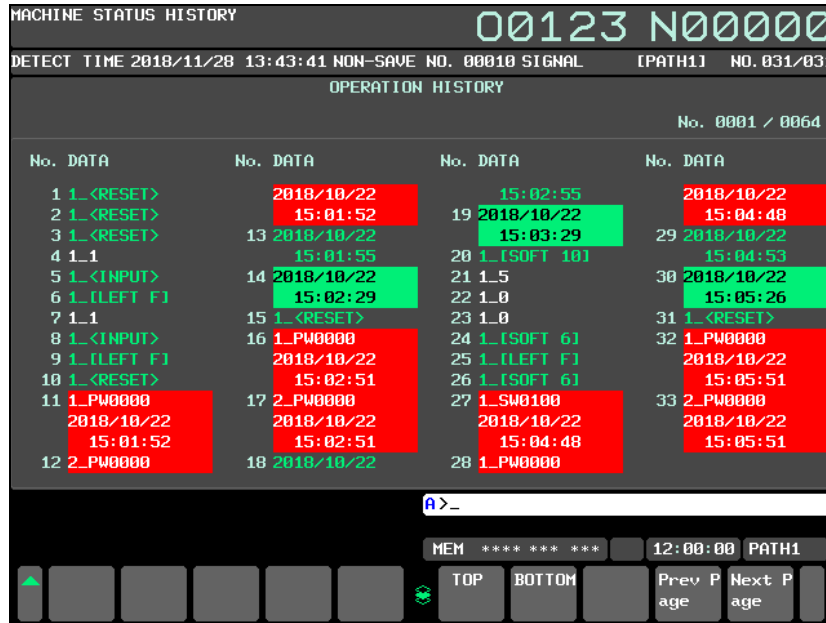 MACHINE STATUS HISTORY
O0123 N00000
DETECT TIME 2018/11/28 13:43:41 NON-SAVE NO. 00010 SIGNAL [PATH1] NO.031/03
OPERATION HISTORY
No. 0001 / 0064
No. DATA
1 1_<RESET>
2 1_<RESET>
3 1_<RESET>
4 1_1
5 1_<INPUT>
6 1_[LEFT F]
7 1_1
8 1_<INPUT>
9 1_[LEFT F]
10 1_<RESET>
11 1_PW0000
2018/10/22
15:01:52
12 2_PW0000
No. DATA
2018/10/22
15:01:52
13 2018/10/22
15:01:55
14 2018/10/22
15:02:29
15 1_<RESET>
16 1_PW0000
2018/10/22
15:02:51
17 2_PW0000
2018/10/22
15:02:51
18 2018/10/22
No. DATA
15:02:55
19 2018/10/22
15:03:29
20 1_[SOFT 10]
21 1_5
22 1_0
23 1_0
24 1_[SOFT 6]
25 1_[LEFT F]
26 1_[SOFT 6]
27 1_SW0100
2018/10/22
15:04:48
28 1_PW0000
No. DATA
2018/10/22
15:04:48
29 2018/10/22
15:04:53
30 2018/10/22
15:05:26
31 1_<RESET>
32 1_PW0000
2018/10/22
15:05:51
33 2_PW0000
2018/10/22
15:05:51
A>_
MEM **** *** *** 12:00:00 PATH1
TOP
BOTTOM
Prev P
age
Next P
age